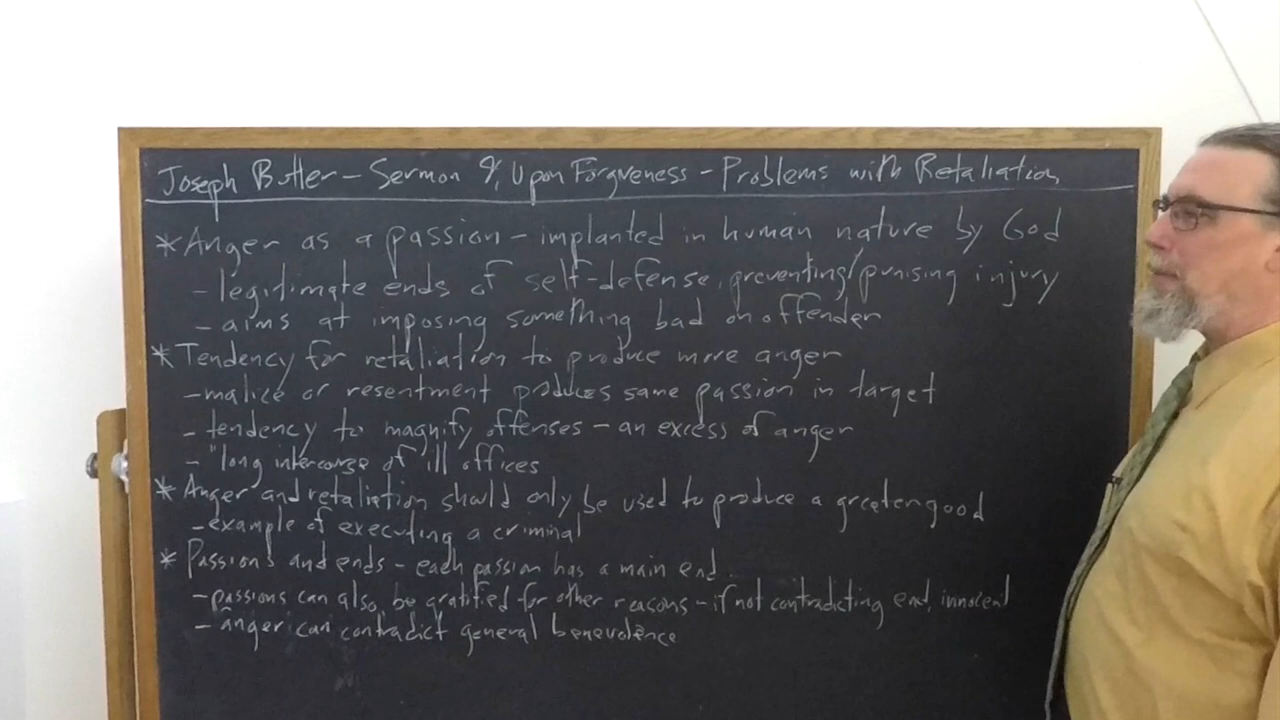 Joseph Butler - Sermon 9, Upon Forgiveness - Problems with Retaliation
* Anger as a passion - implanted in human nature by God
- legitimate ends of self-defense, preventing/punising injury
- aims at imposing something bad on offender
* Tendency for retaliation to produce more anger
- malice or resentment produces same passion in target
- tendency to magnify offenses - an excess of anger
- "long intercourse of ill offices
* Anger and retaliation should only be used to produce a greater good
- example of executing a criminal
* Passions and ends - each passion has a main end
- passions can also be gratified for other reasons - if not contradicting end, innocent
- anger can contradict general benevolence